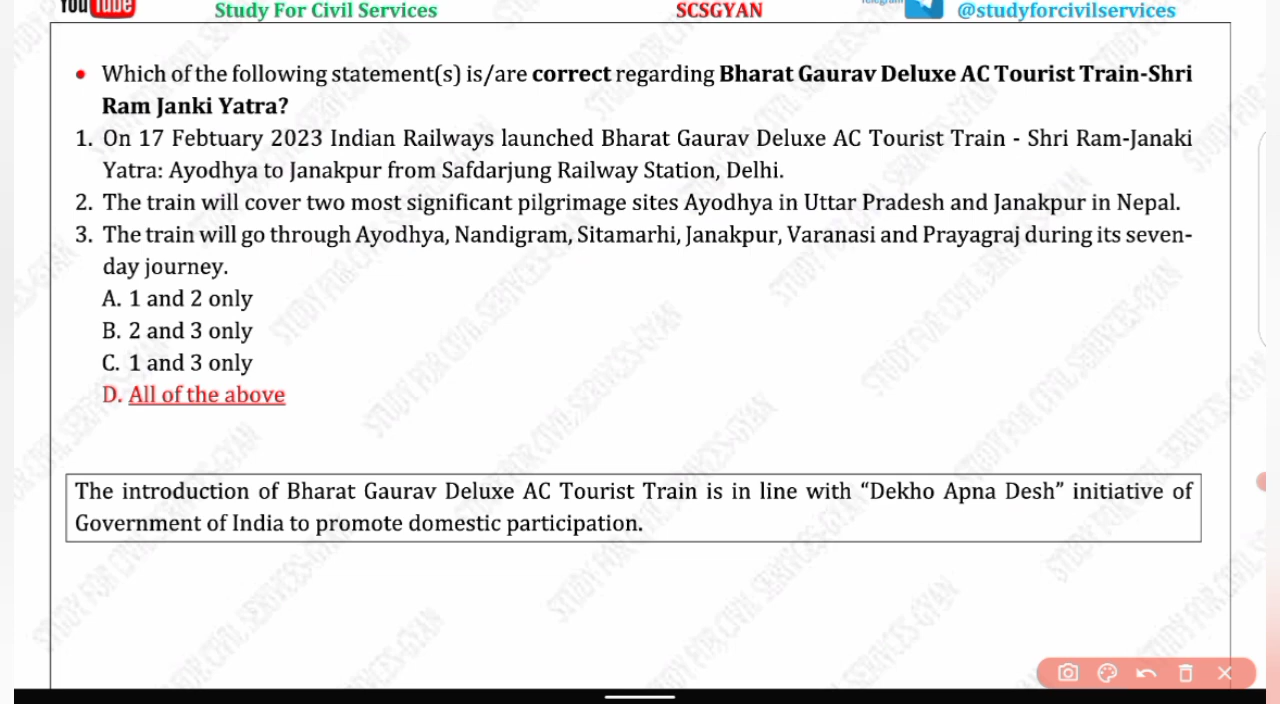 You Tube Study For Civil Services SCSGYAN Telegram @studyforcivilservices
• Which of the following statement(s) is/are correct regarding Bharat Gaurav Deluxe AC Tourist Train-Shri
Ram Janki Yatra?
1. On 17 Febtuary 2023 Indian Railways launched Bharat Gaurav Deluxe AC Tourist Train - Shri Ram-Janaki
Yatra: Ayodhya to Janakpur from Safdarjung Railway Station, Delhi.
2. The train will cover two most significant pilgrimage sites Ayodhya in Uttar Pradesh and Janakpur in Nepal.
3. The train will go through Ayodhya, Nandigram, Sitamarhi, Janakpur, Varanasi and Prayagraj during its seven-
day journey.
A. 1 and 2 only
B. 2 and 3 only
C. 1 and 3 only
D. All of the above
The introduction of Bharat Gaurav Deluxe AC Tourist Train is in line with “Dekho Apna Desh” initiative of
Government of India to promote domestic participation.